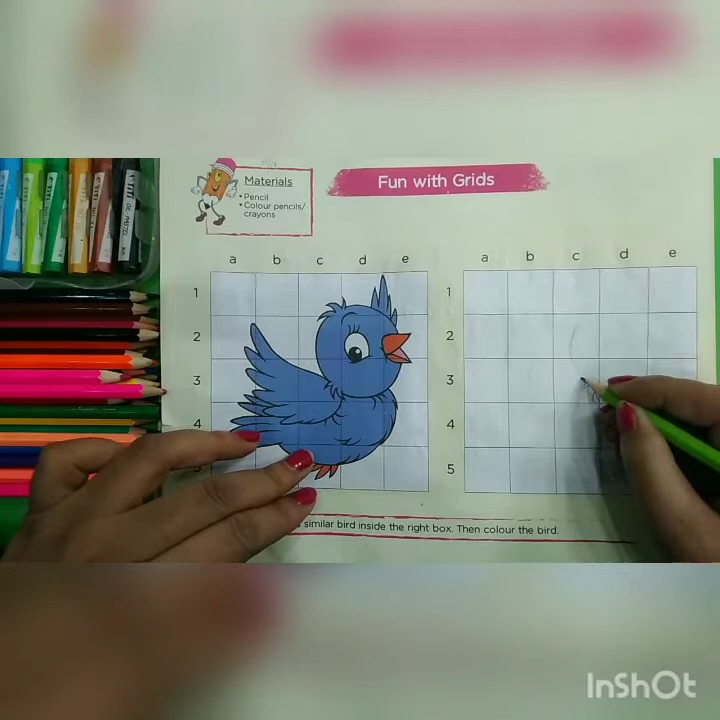 Materials
• Pencil
• Colour pencils/
crayons
Fun with Grids
a b c d e
a b c d e
1
2
3
4
1
2
3
4
5
similar bird inside the right box. Then colour the bird.
InShOt